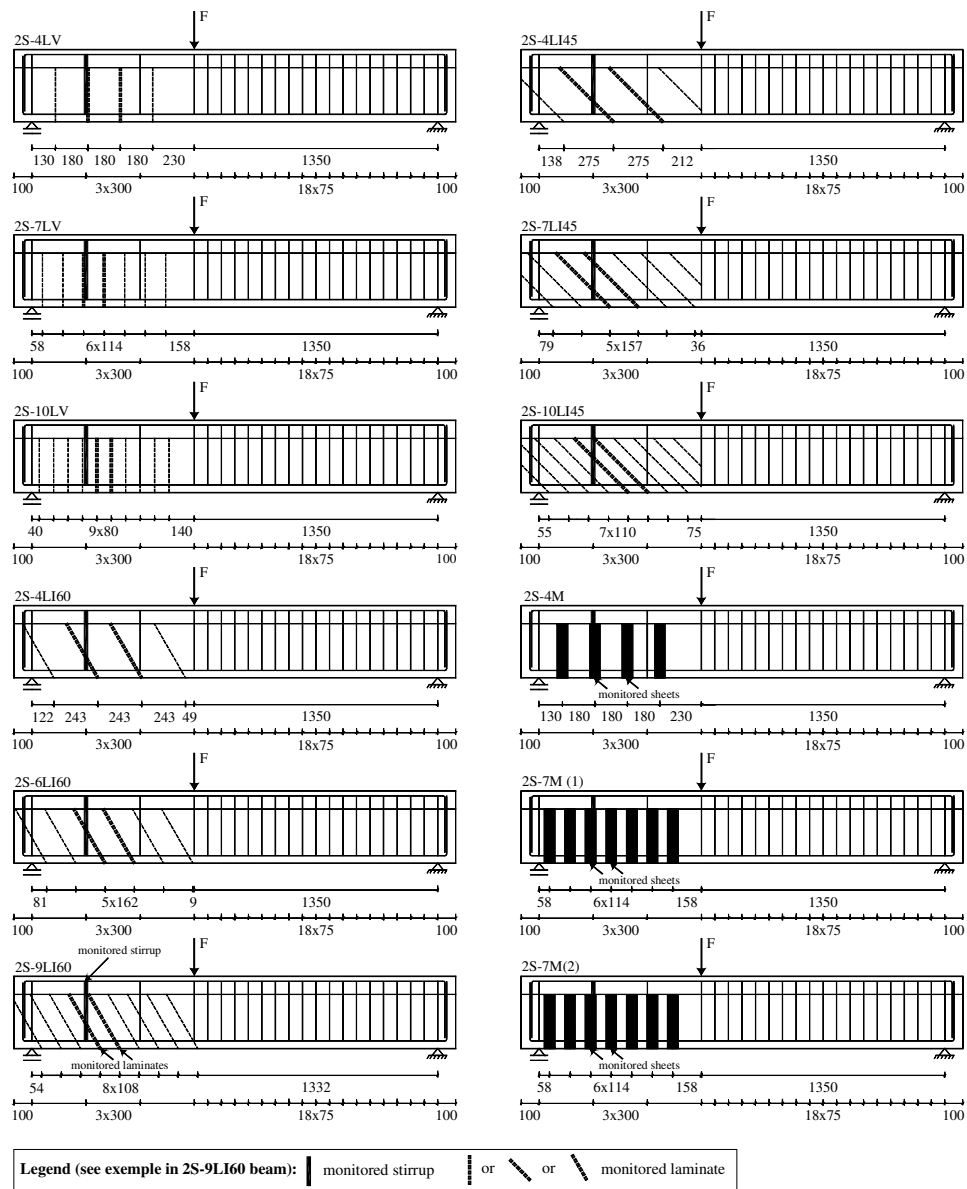 F
2S-4LV
130 180 180 180 230 1350
100 3x300 18x75 100
F
2S-4LI45
138 275 275 212 1350
100 3x300 18x75 100
F
2S-7LV
58 6x114 158 1350
100 3x300 18x75 100
F
2S-7LI45
79 5x157 36 1350
100 3x300 18x75 100
F
2S-10LV
40 9x80 140 1350
100 3x300 18x75 100
F
2S-10LI45
55 7x110 75 1350
100 3x300 18x75 100
F
2S-4LI60
122 243 243 243 49 1350
100 3x300 18x75 100
F
2S-4M
monitored sheets
130 180 180 180 230 1350
100 3x300 18x75 100
F
2S-6LI60
81 5x162 9 1350
100 3x300 18x75 100
F
2S-7M (1)
monitored sheets
58 6x114 158 1350
100 3x300 18x75 100
monitored stirrup
F
2S-9LI60
monitored laminates
54 8x108 1332
100 3x300 18x75 100
F
2S-7M(2)
monitored sheets
58 6x114 158 1350
100 3x300 18x75 100
Legend (see exemple in 2S-9LI60 beam): monitored stirrup or or monitored laminate